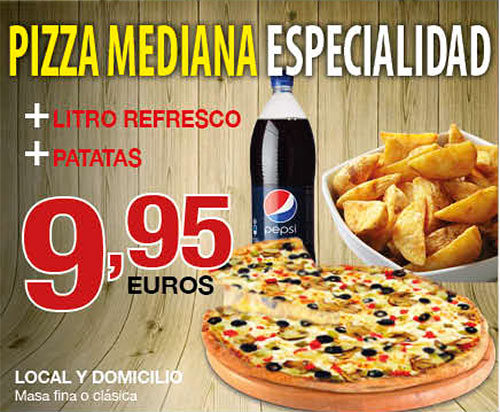 PIZZA MEDIANA ESPECIALIDAD
+LITRO REFRESCO
+PATATAS
9,95
EUROS
pepsi
LOCAL Y DOMICILIO
Masa fina o clásica